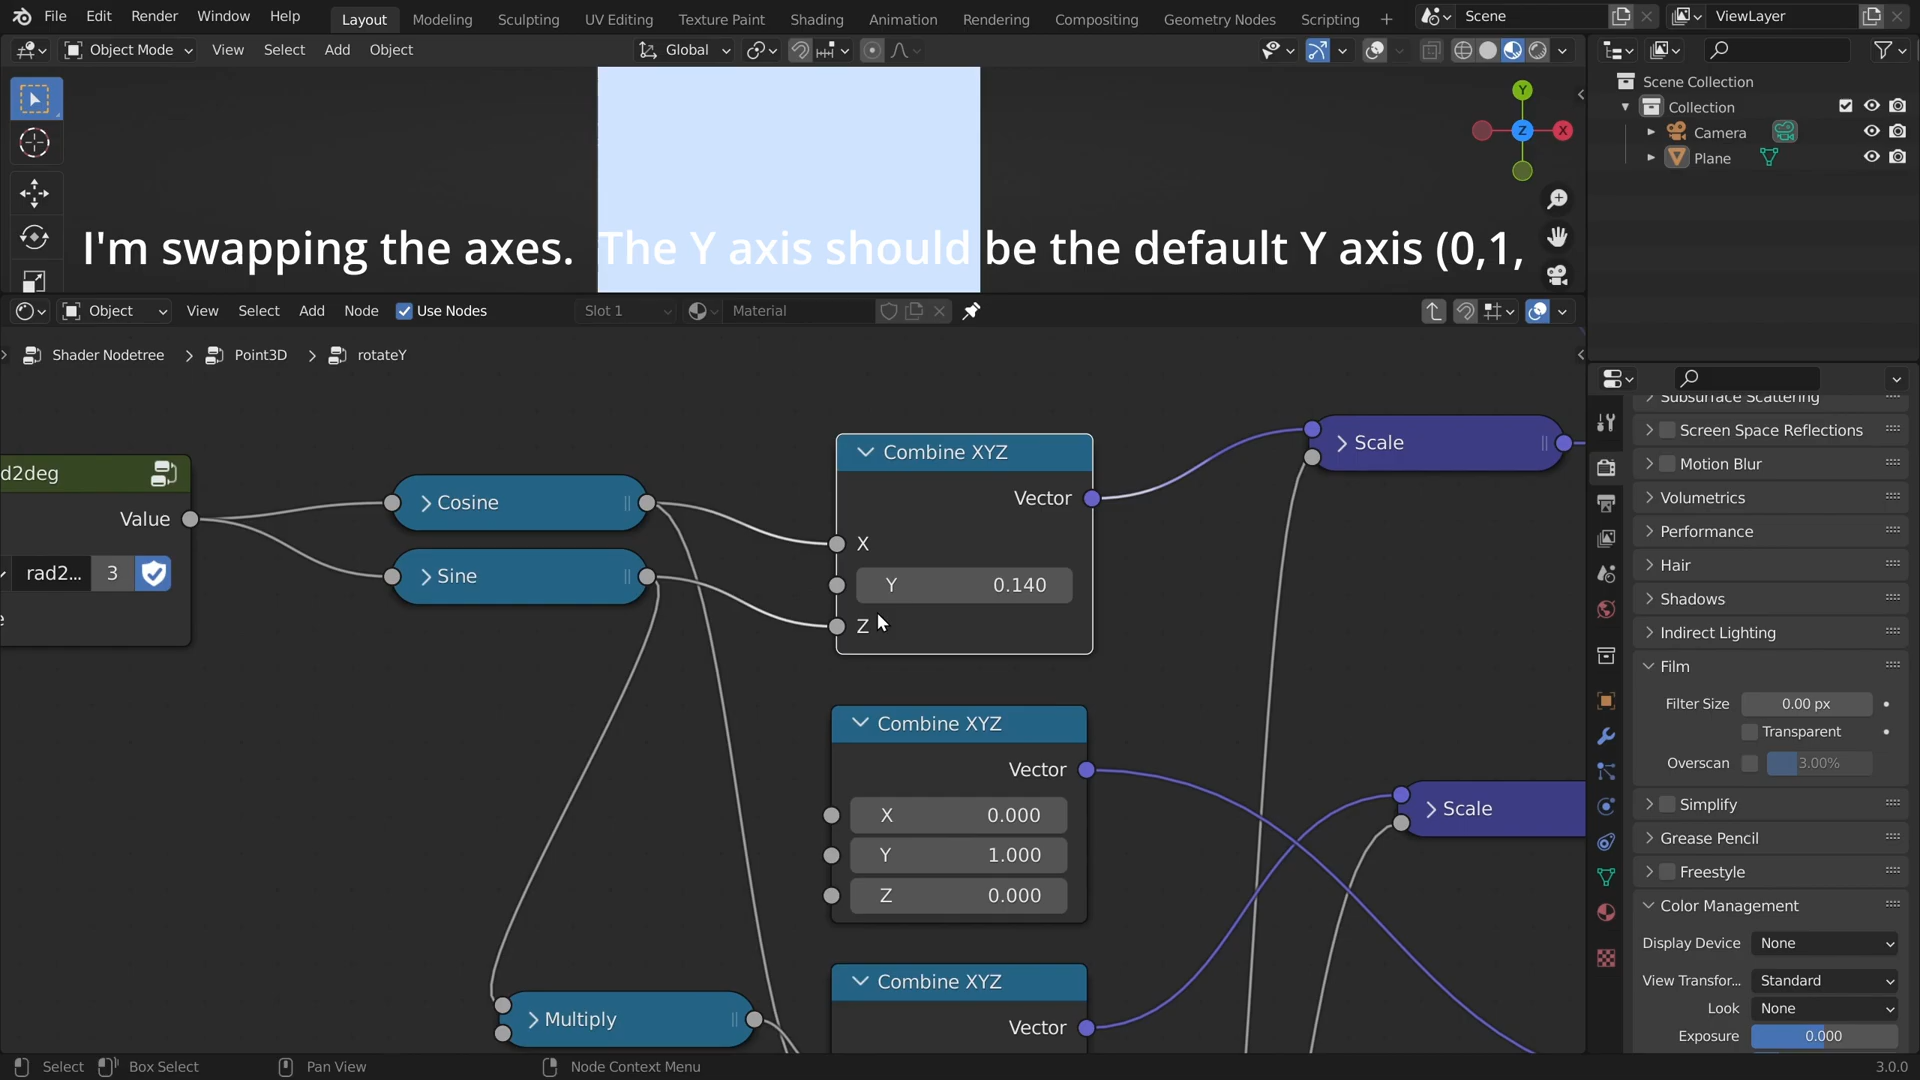 File Edit Render Window Help Layout Modeling Sculpting UV Editing Texture Paint Shading Animation Rendering Compositing Geometry Nodes Scripting + Scene ViewLayer
Object Mode View Select Add Object Global
Y
Z X
I'm swapping the axes. The Y axis should be the default Y axis (0,1,
Scene Collection
Collection
Camera
Plane
Object View Select Add Node Use Nodes Slot 1 Material
Shader Nodetree > Point3D > rotateY
d2deg
Value
rad2... 3
e
Cosine
Sine
Combine XYZ
Vector
X
Y 0.140
Z
Scale
Combine XYZ
Vector
X 0.000
Y 1.000
Z 0.000
Scale
Combine XYZ
Vector
Multiply
Subsurface Scattering
Screen Space Reflections
Motion Blur
Volumetrics
Performance
Hair
Shadows
Indirect Lighting
Film
Filter Size 0.00 px
Transparent
Overscan 3.00%
Simplify
Grease Pencil
Freestyle
Color Management
Display Device None
View Transfor... Standard
Look None
Exposure 0.000
Select Box Select Pan View Node Context Menu 3.0.0